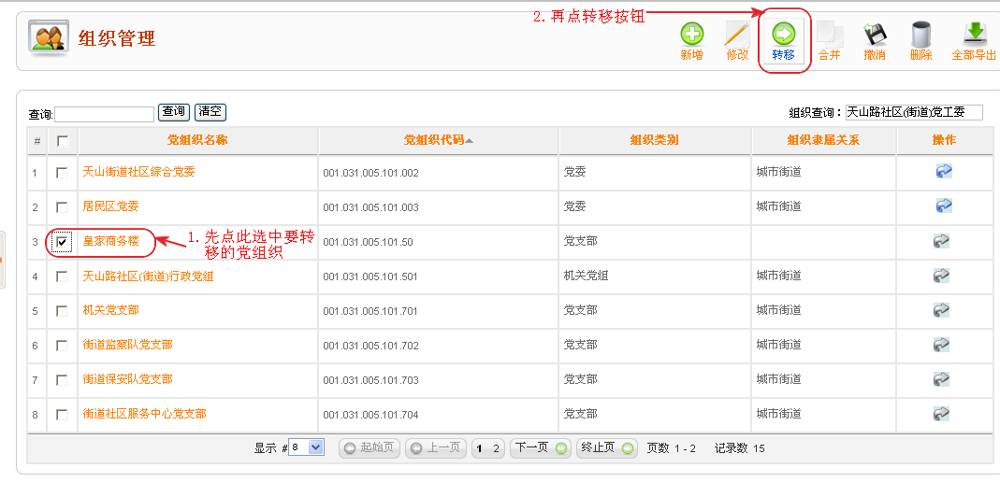 2. 再点转移按钮
组织管理
新增 修改 转移 合并 撤消 删除 全部导出
查询: 查询 清空 组织查询: 天山路社区(街道)党工委
# 党组织名称 党组织代码 组织类别 组织隶属关系 操作
1 天山街道社区综合党委 001.031.005.101.002 党委 城市街道
2 居民区党委 001.031.005.101.003 党委 城市街道
3 皇家商务楼 001.031.005.101.50 党支部
1. 先点此选中要转
移的党组织
4 天山路社区(街道)行政党组 001.031.005.101.501 机关党组 城市街道
5 机关党支部 001.031.005.101.701 党支部 城市街道
6 街道监察队党支部 001.031.005.101.702 党支部 城市街道
7 街道保安队党支部 001.031.005.101.703 党支部 城市街道
8 街道社区服务中心党支部 001.031.005.101.704 党支部 城市街道
显示 # 8 起始页 上一页 1 2 下一页 终止页 页数 1 - 2 记录数 15